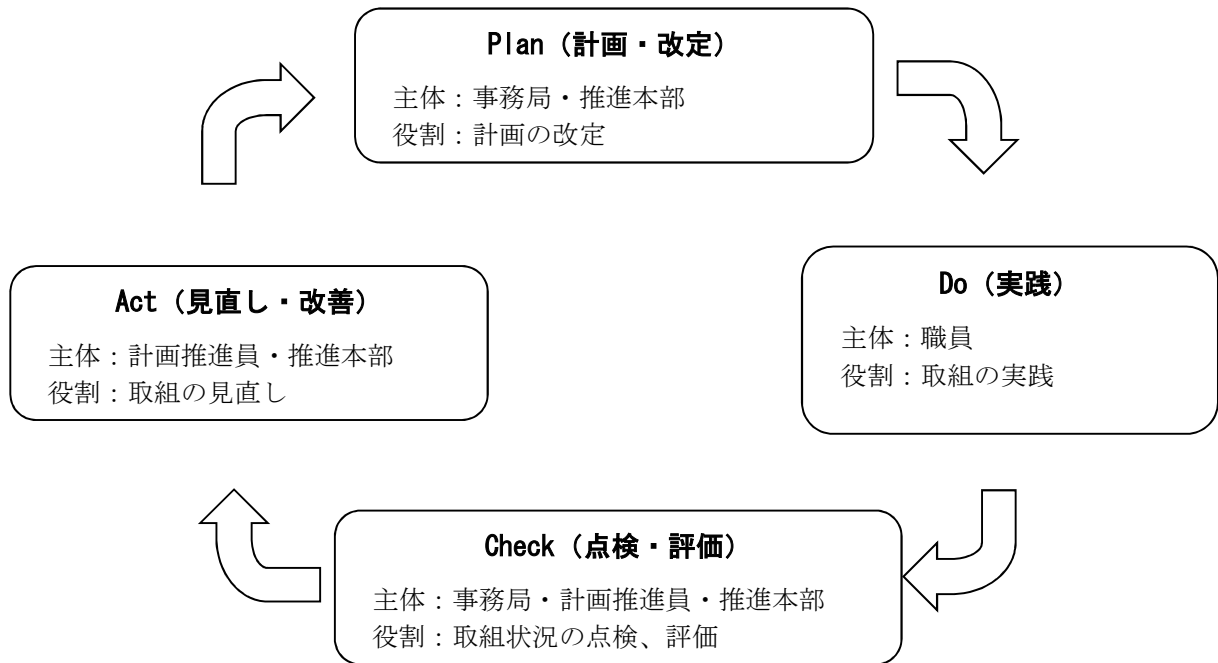 Plan（計画・改定）
主体：事務局・推進本部
役割：計画の改定
Do（実践）
主体：職員
役割：取組の実践
Check（点検・評価）
主体：事務局・計画推進員・推進本部
役割：取組状況の点検、評価
Act（見直し・改善）
主体：計画推進員・推進本部
役割：取組の見直し